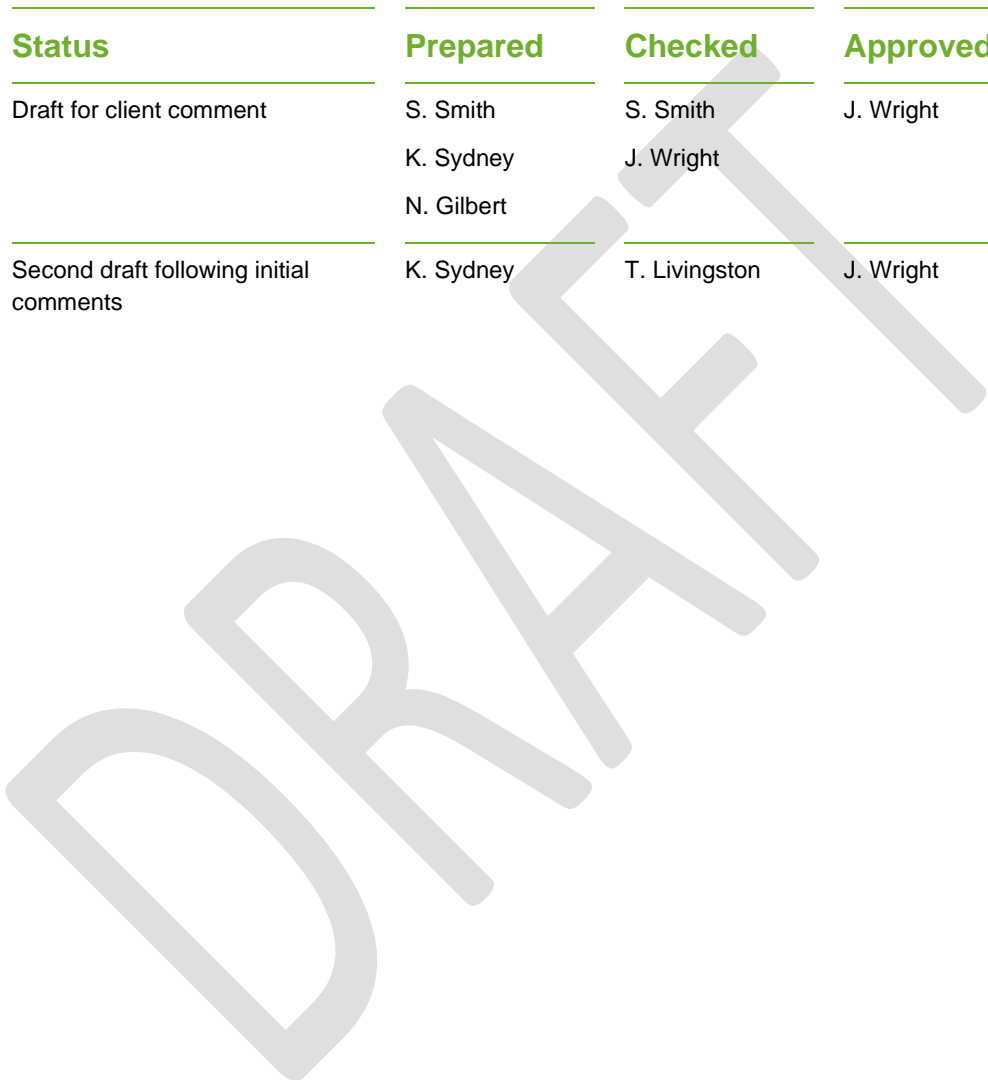 Status Prepared Checked Approved
Draft for client comment S. Smith S. Smith J. Wright
K. Sydney J. Wright
N. Gilbert
Second draft following initial K. Sydney T. Livingston J. Wright
comments
DRAFT